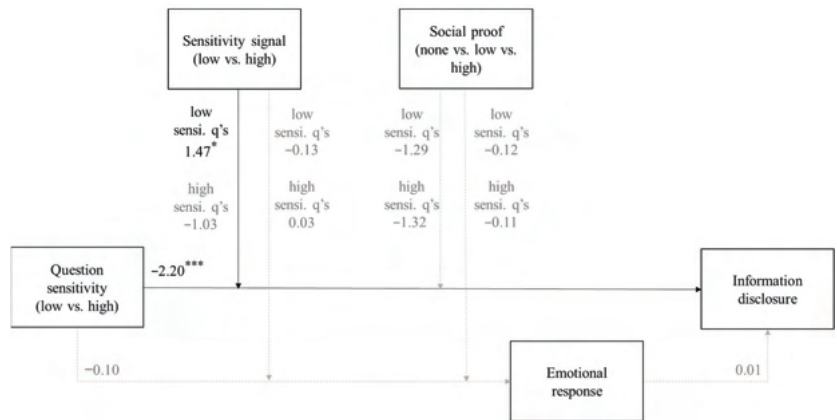 Sensitivity signal
(low vs. high)
Social proof
(none vs. low vs.
high)
low
sensi. q's
1.47*
low
sensi. q's
−0.13
low
sensi. q's
−1.29
low
sensi. q's
−0.12
high
sensi. q's
−1.03
high
sensi. q's
0.03
high
sensi. q's
−1.32
high
sensi. q's
−0.11
Question
sensitivity
(low vs. high)
−2.20***
Information
disclosure
−0.10
Emotional
response
0.01